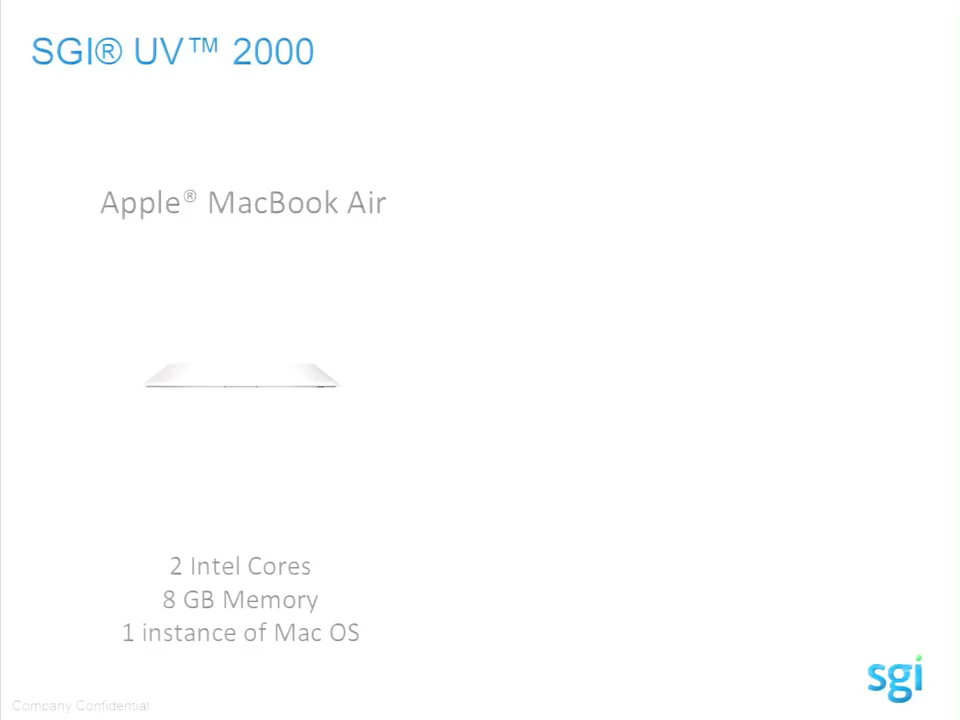 SGI® UV™ 2000
Apple® MacBook Air
2 Intel Cores
8 GB Memory
1 instance of Mac OS
sgi
Company Confidential